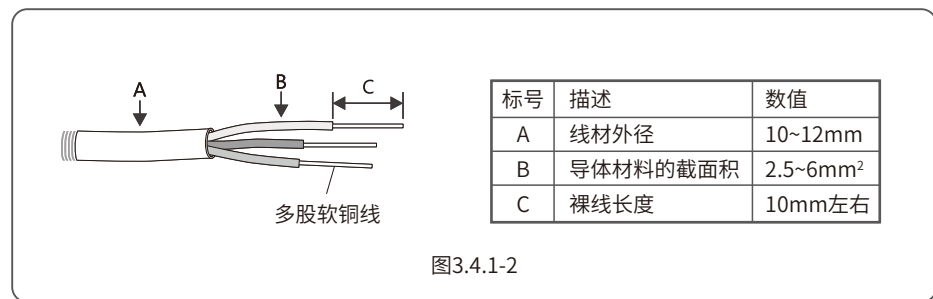 A
B
C
多股软铜线
标号 描述 数值
A 线材外径 10~12mm
B 导体材料的截面积 2.5~6mm²
C 裸线长度 10mm左右
图3.4.1-2